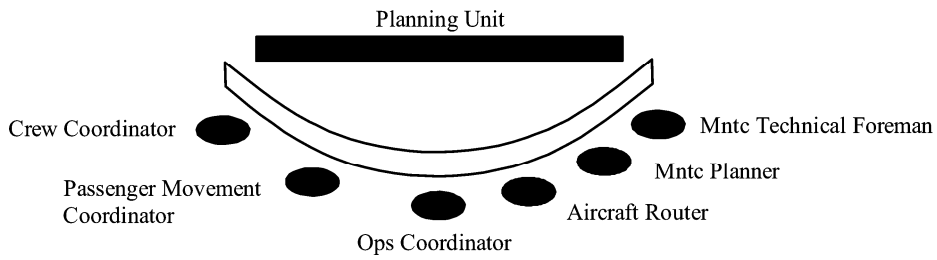 Planning Unit
Crew Coordinator
Mntc Technical Foreman
Mntc Planner
Passenger Movement
Coordinator
Aircraft Router
Ops Coordinator